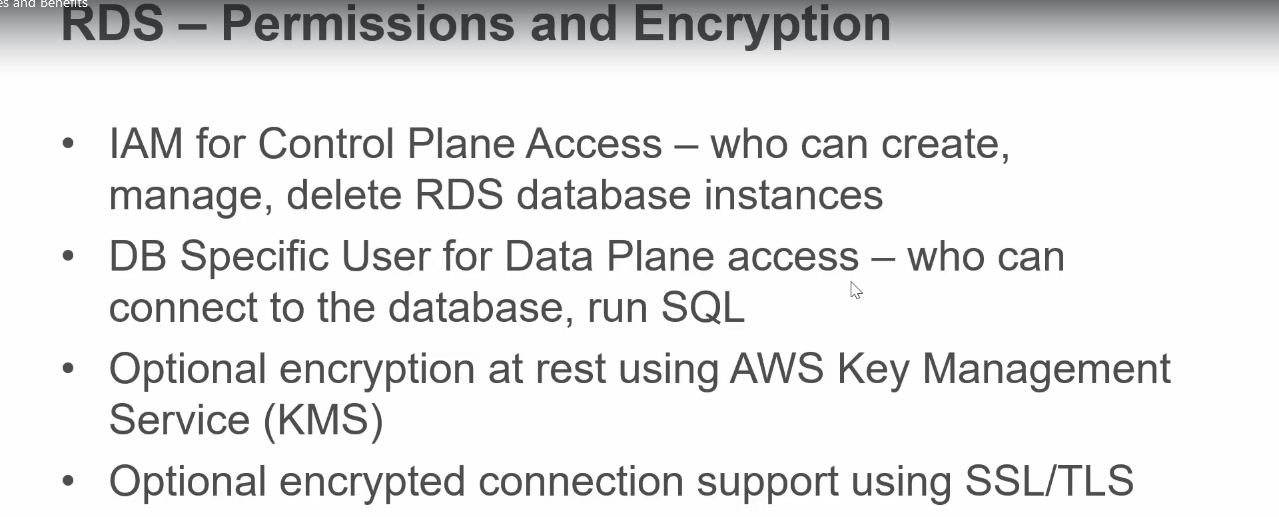 es and Benefits
RDS – Permissions and Encryption
• IAM for Control Plane Access – who can create,
manage, delete RDS database instances
• DB Specific User for Data Plane access – who can
connect to the database, run SQL
• Optional encryption at rest using AWS Key Management
Service (KMS)
• Optional encrypted connection support using SSL/TLS